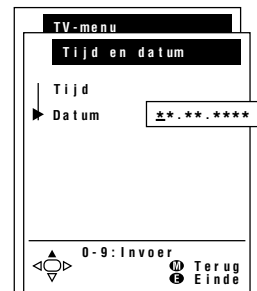 TV-menu
Tijd en datum
Tijd
Datum
**.**.****
0-9:Invoer
M Terug
E Einde